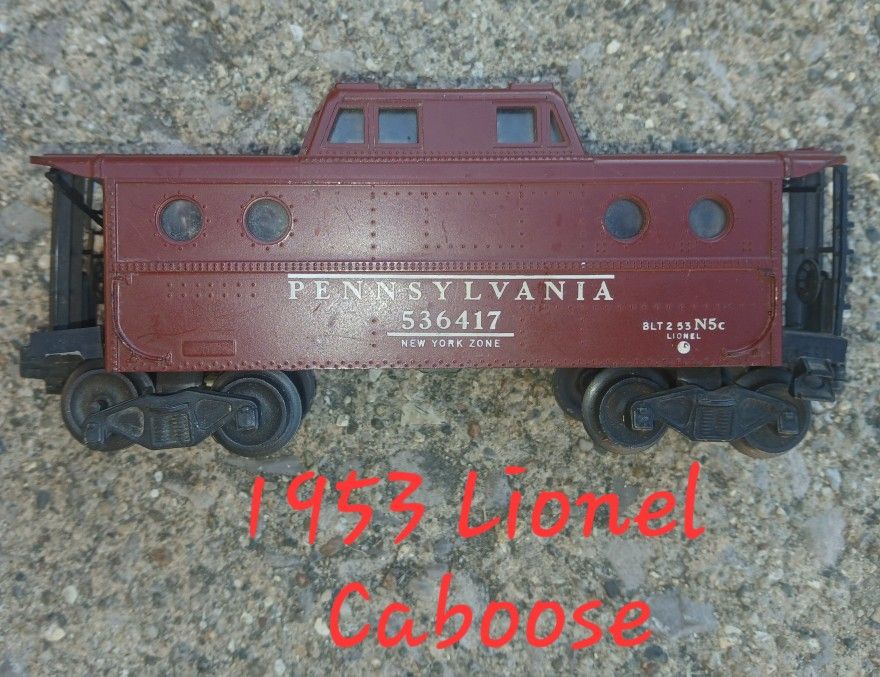 PENNSYLVANIA
536417
NEW YORK ZONE
BLT 2 53 N5c
LIONEL
1953 Lionel
Caboose